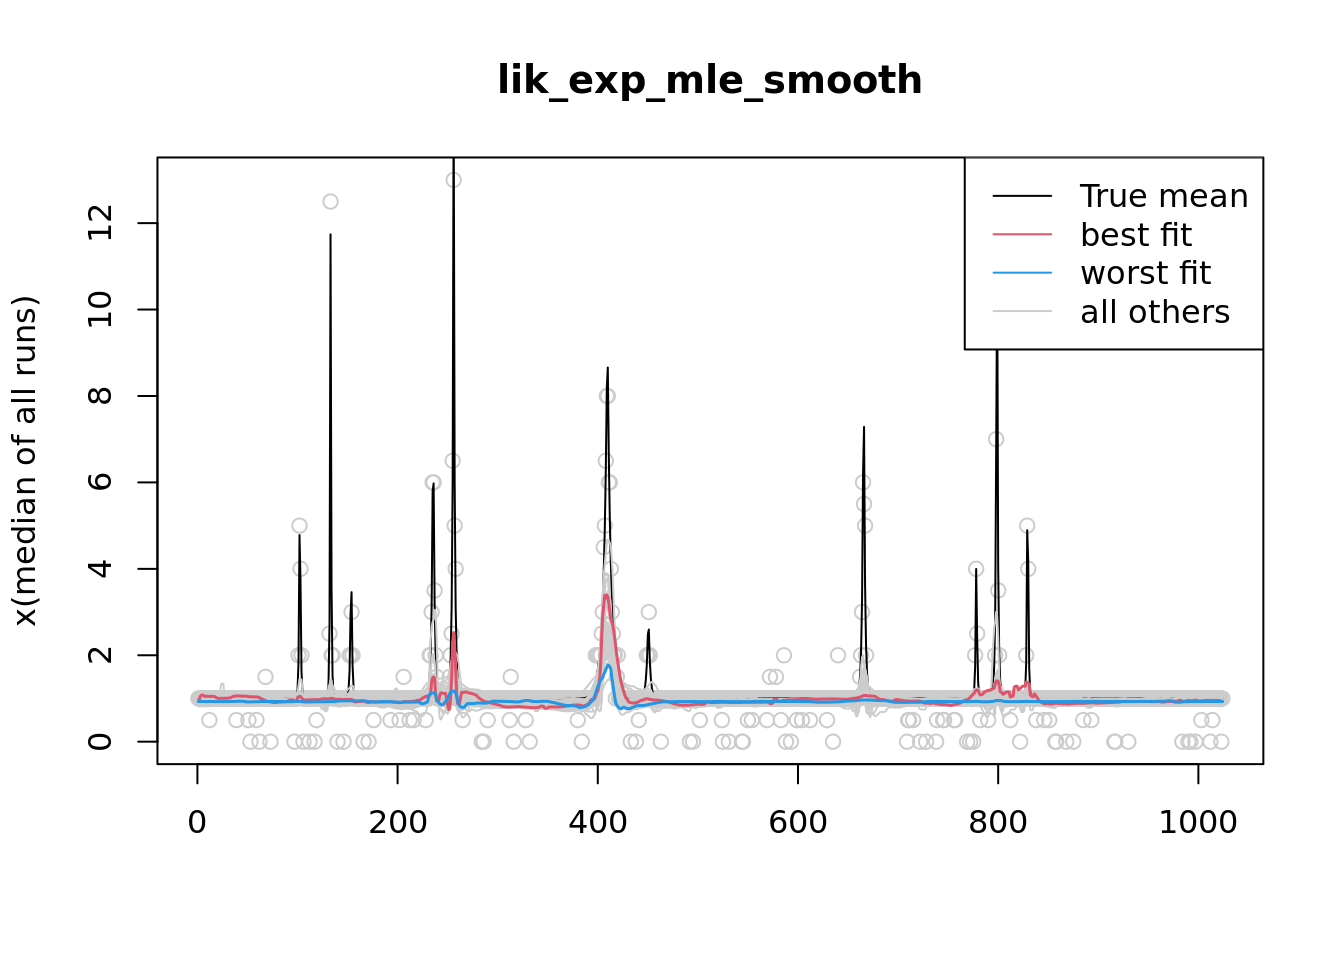 lik_exp_mle_smooth
x(median of all runs)
12
10
8
6
4
2
0
True mean
best fit
worst fit
all others
0 200 400 600 800 1000